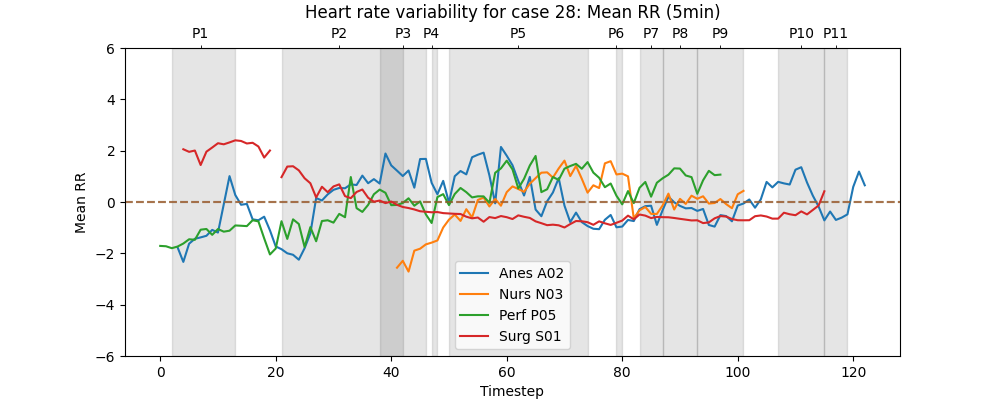 Heart rate variability for case 28: Mean RR (5min)
P1 P2 P3 P4 P5 P6 P7 P8 P9 P10 P11
6
4
2
0
−2
−4
−6
Mean RR
Anes A02
Nurs N03
Perf P05
Surg S01
0 20 40 60 80 100 120
Timestep